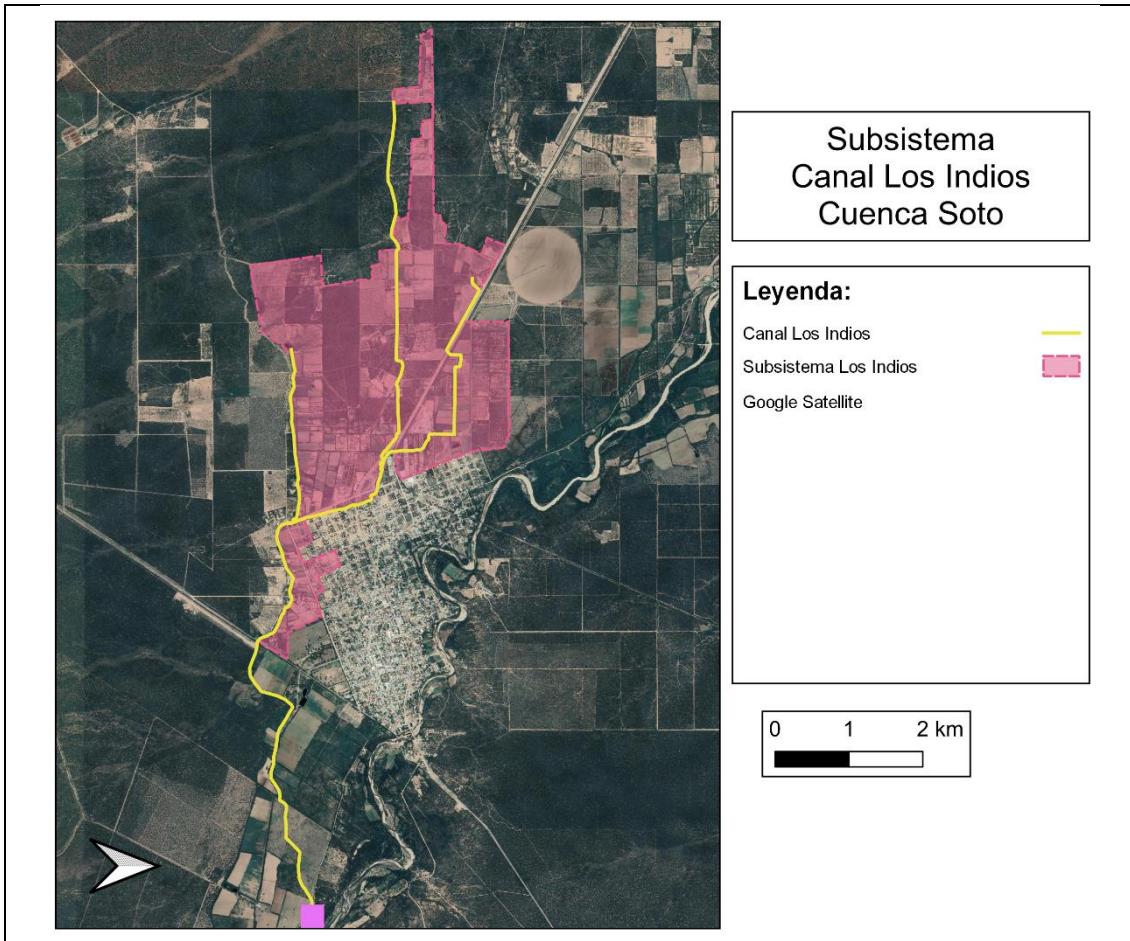 Subsistema
Canal Los Indios
Cuenca Soto
Leyenda:
Canal Los Indios
Subsistema Los Indios
Google Satellite
0 1 2 km